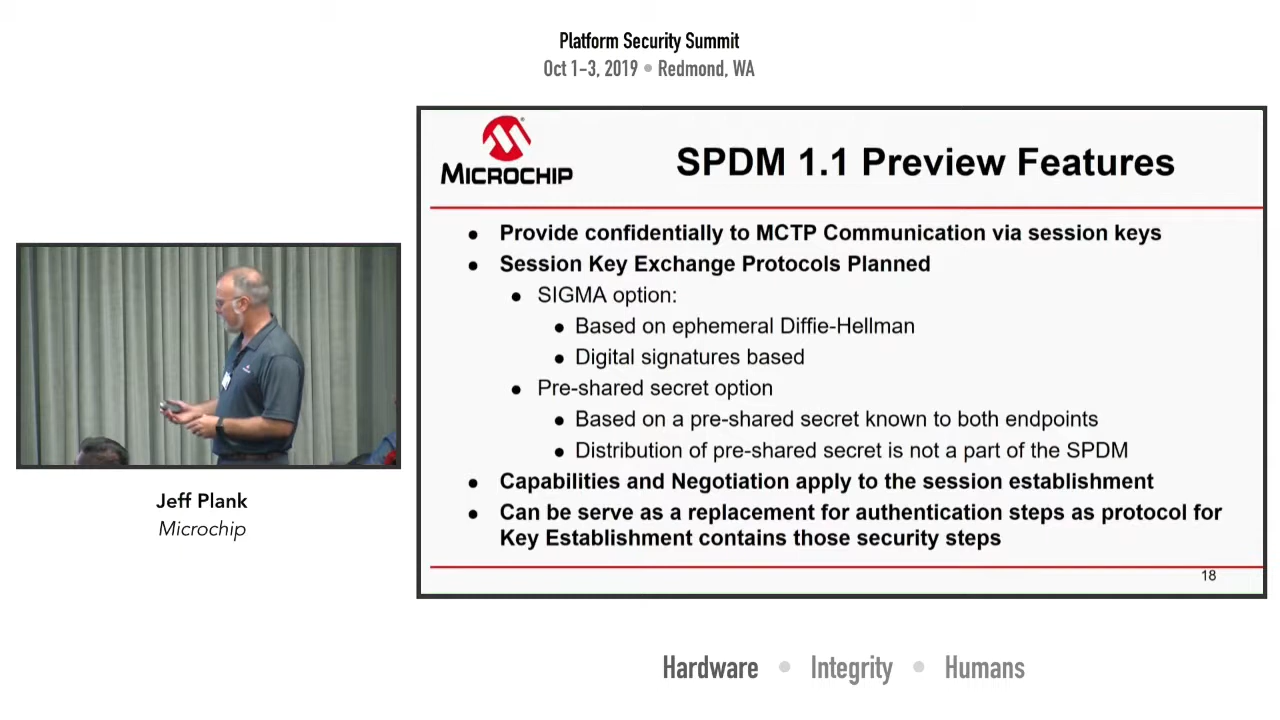 Platform Security Summit
Oct 1-3, 2019 • Redmond, WA
MICROCHIP
SPDM 1.1 Preview Features
• Provide confidentially to MCTP Communication via session keys
• Session Key Exchange Protocols Planned
• SIGMA option:
• Based on ephemeral Diffie-Hellman
• Digital signatures based
• Pre-shared secret option
• Based on a pre-shared secret known to both endpoints
• Distribution of pre-shared secret is not a part of the SPDM
• Capabilities and Negotiation apply to the session establishment
• Can be serve as a replacement for authentication steps as protocol for
Key Establishment contains those security steps
18
Jeff Plank
Microchip
Hardware • Integrity • Humans